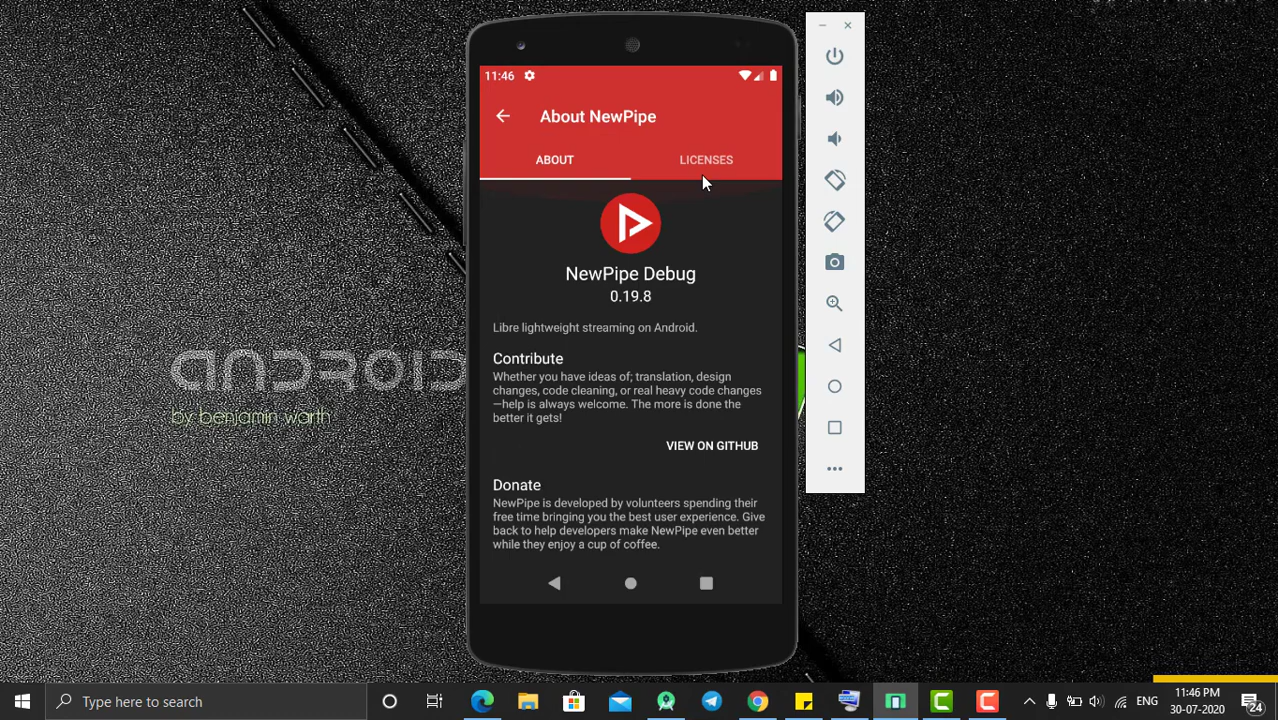 11:46
About NewPipe
ABOUT
LICENSES
NewPipe Debug
0.19.8
Libre lightweight streaming on Android.
Contribute
Whether you have ideas of; translation, design
changes, code cleaning, or real heavy code changes
—help is always welcome. The more is done the
better it gets!
VIEW ON GITHUB
Donate
NewPipe is developed by volunteers spending their
free time bringing you the best user experience. Give
back to help developers make NewPipe even better
while they enjoy a cup of coffee.
ANDROID
by benjamin warth
Type here to search
ENG
11:46 PM
30-07-2020
24